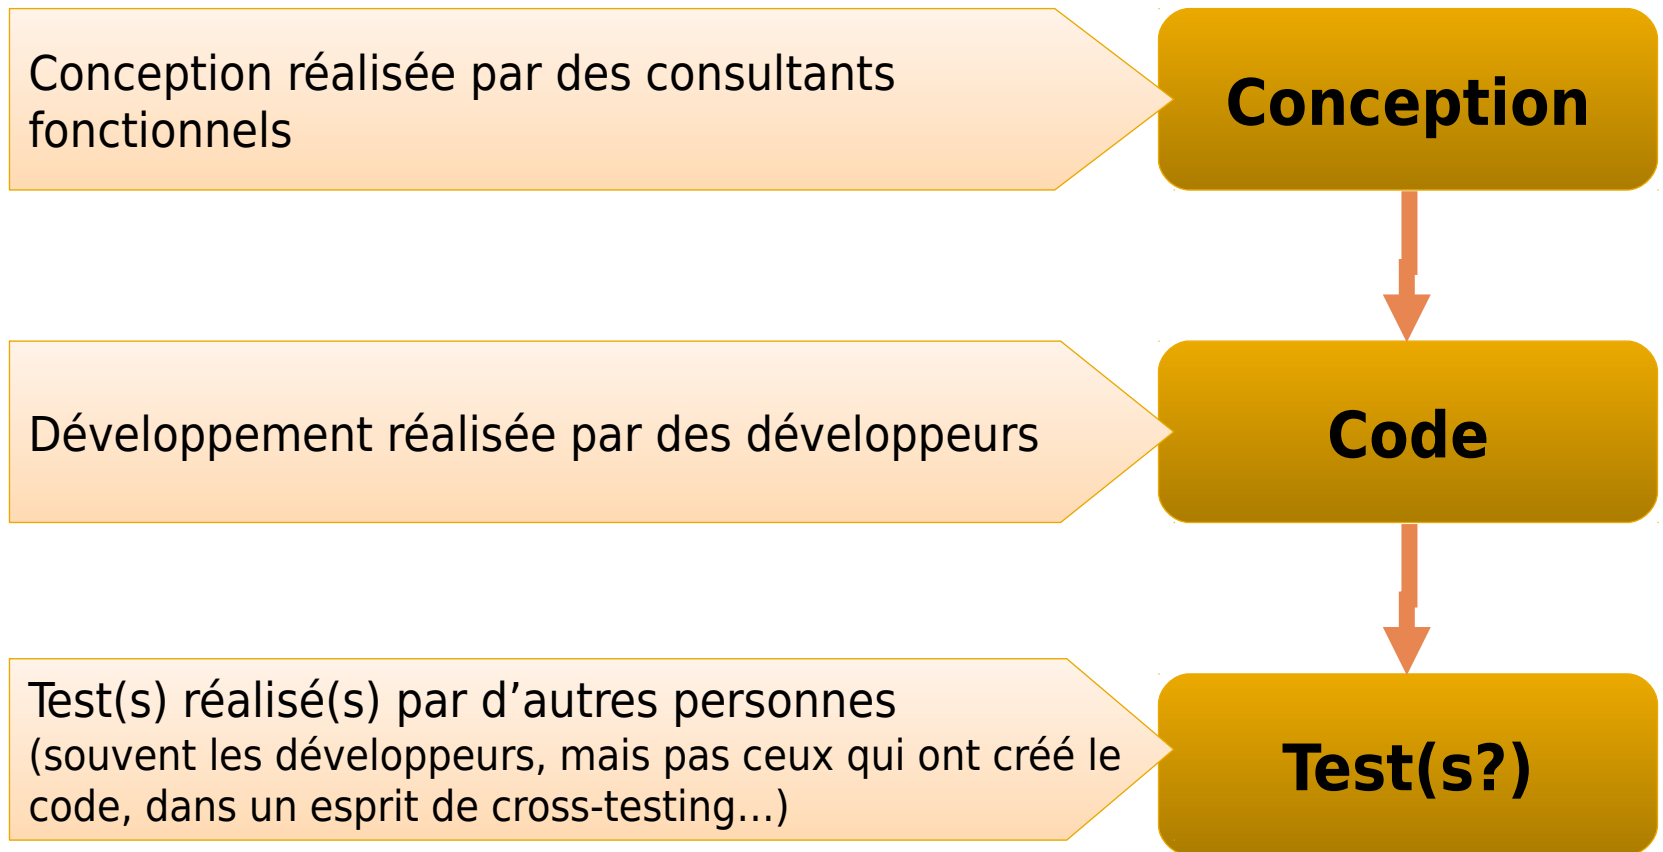 Conception réalisée par des consultants
fonctionnels
Conception
Développement réalisée par des développeurs
Code
Test(s) réalisé(s) par d’autres personnes
(souvent les développeurs, mais pas ceux qui ont créé le
code, dans un esprit de cross-testing…)
Test(s?)